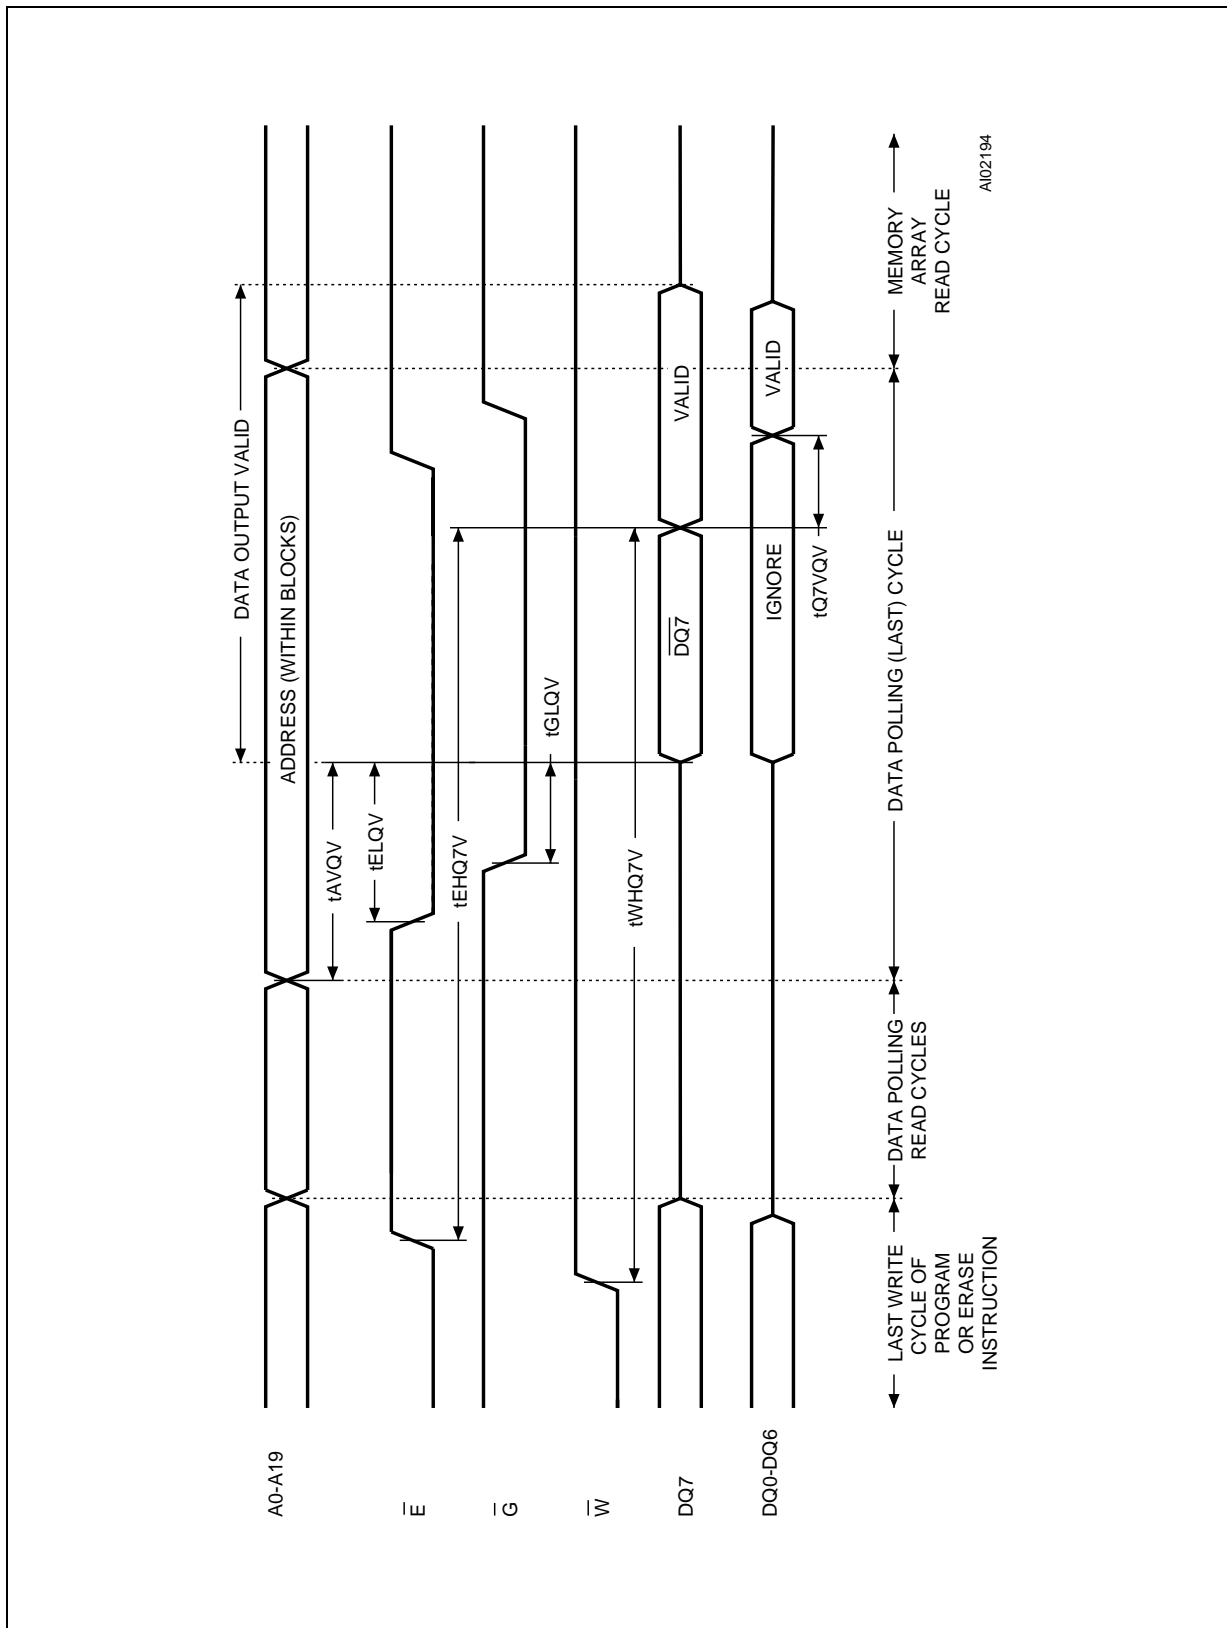 DATA OUTPUT VALID
A0-A19
ADDRESS (WITHIN BLOCKS)
tAVQV
tELQV
E
tEHQ7V
G
tGLQV
W
tWHQ7V
DQ7
DQ7
VALID
DQ0-DQ6
IGNORE
VALID
tQ7VQV
LAST WRITE
CYCLE OF
PROGRAM
OR ERASE
INSTRUCTION
DATA POLLING
READ CYCLES
DATA POLLING (LAST) CYCLE
MEMORY
ARRAY
READ CYCLE
AI02194